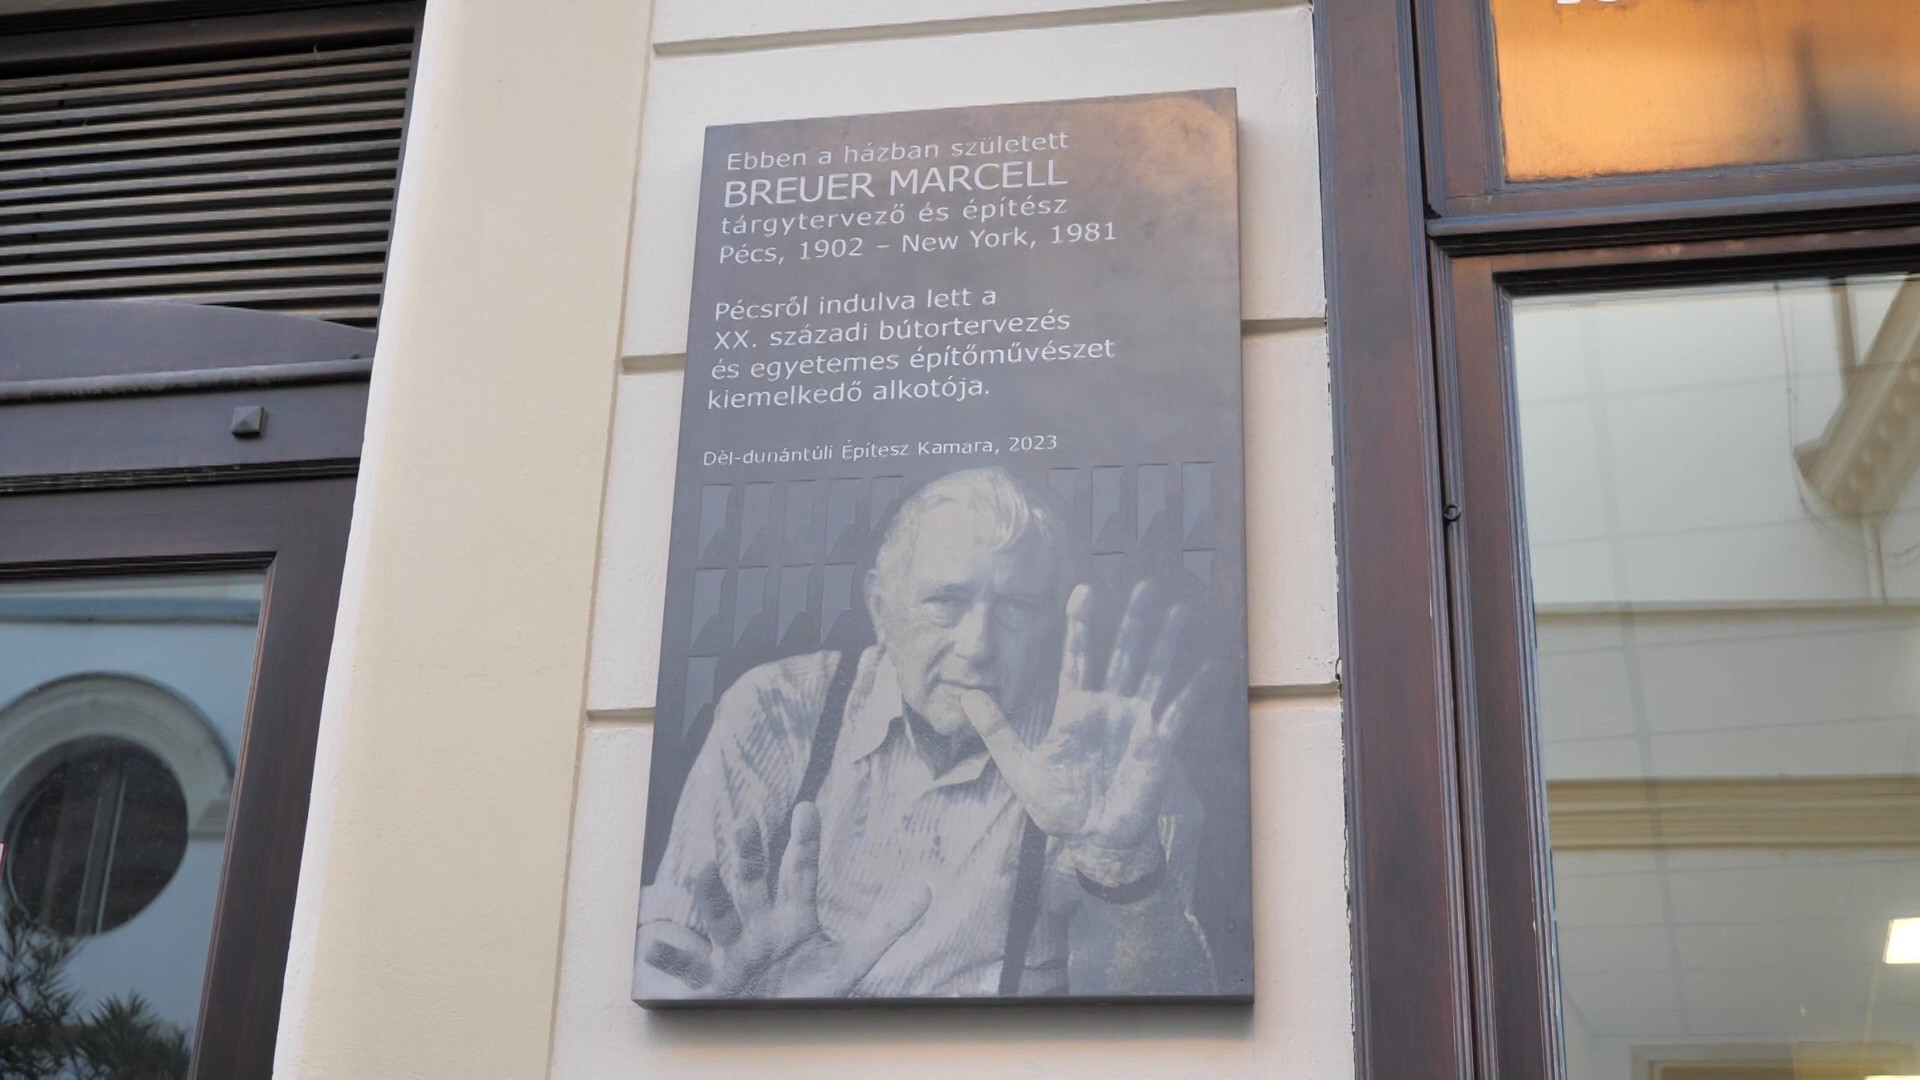 Ebben a házban született
BREUER MARCELL
tárgytervező és építész
Pécs, 1902 – New York, 1981
Pécsről indulva lett a
XX. századi bútortervezés
és egyetemes építőművészet
kiemelkedő alkotója.
Dél-dunántúli Építesz Kamara, 2023